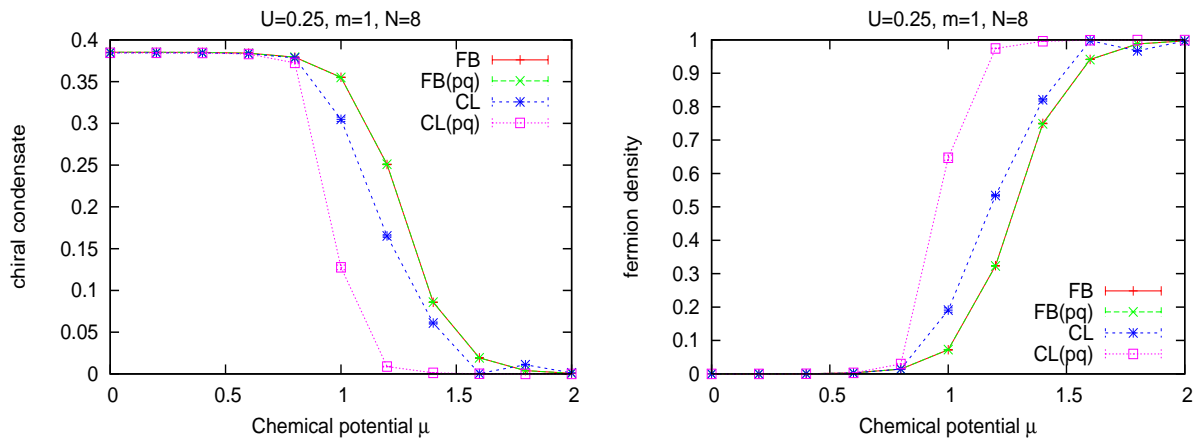 U=0.25, m=1, N=8
chiral condensate
0.4
0.35
0.3
0.25
0.2
0.15
0.1
0.05
0
FB
FB(pq)
CL
CL(pq)
0 0.5 1 1.5 2
Chemical potential μ
U=0.25, m=1, N=8
fermion density
1
0.9
0.8
0.7
0.6
0.5
0.4
0.3
0.2
0.1
0
FB
FB(pq)
CL
CL(pq)
0 0.5 1 1.5 2
Chemical potential μ